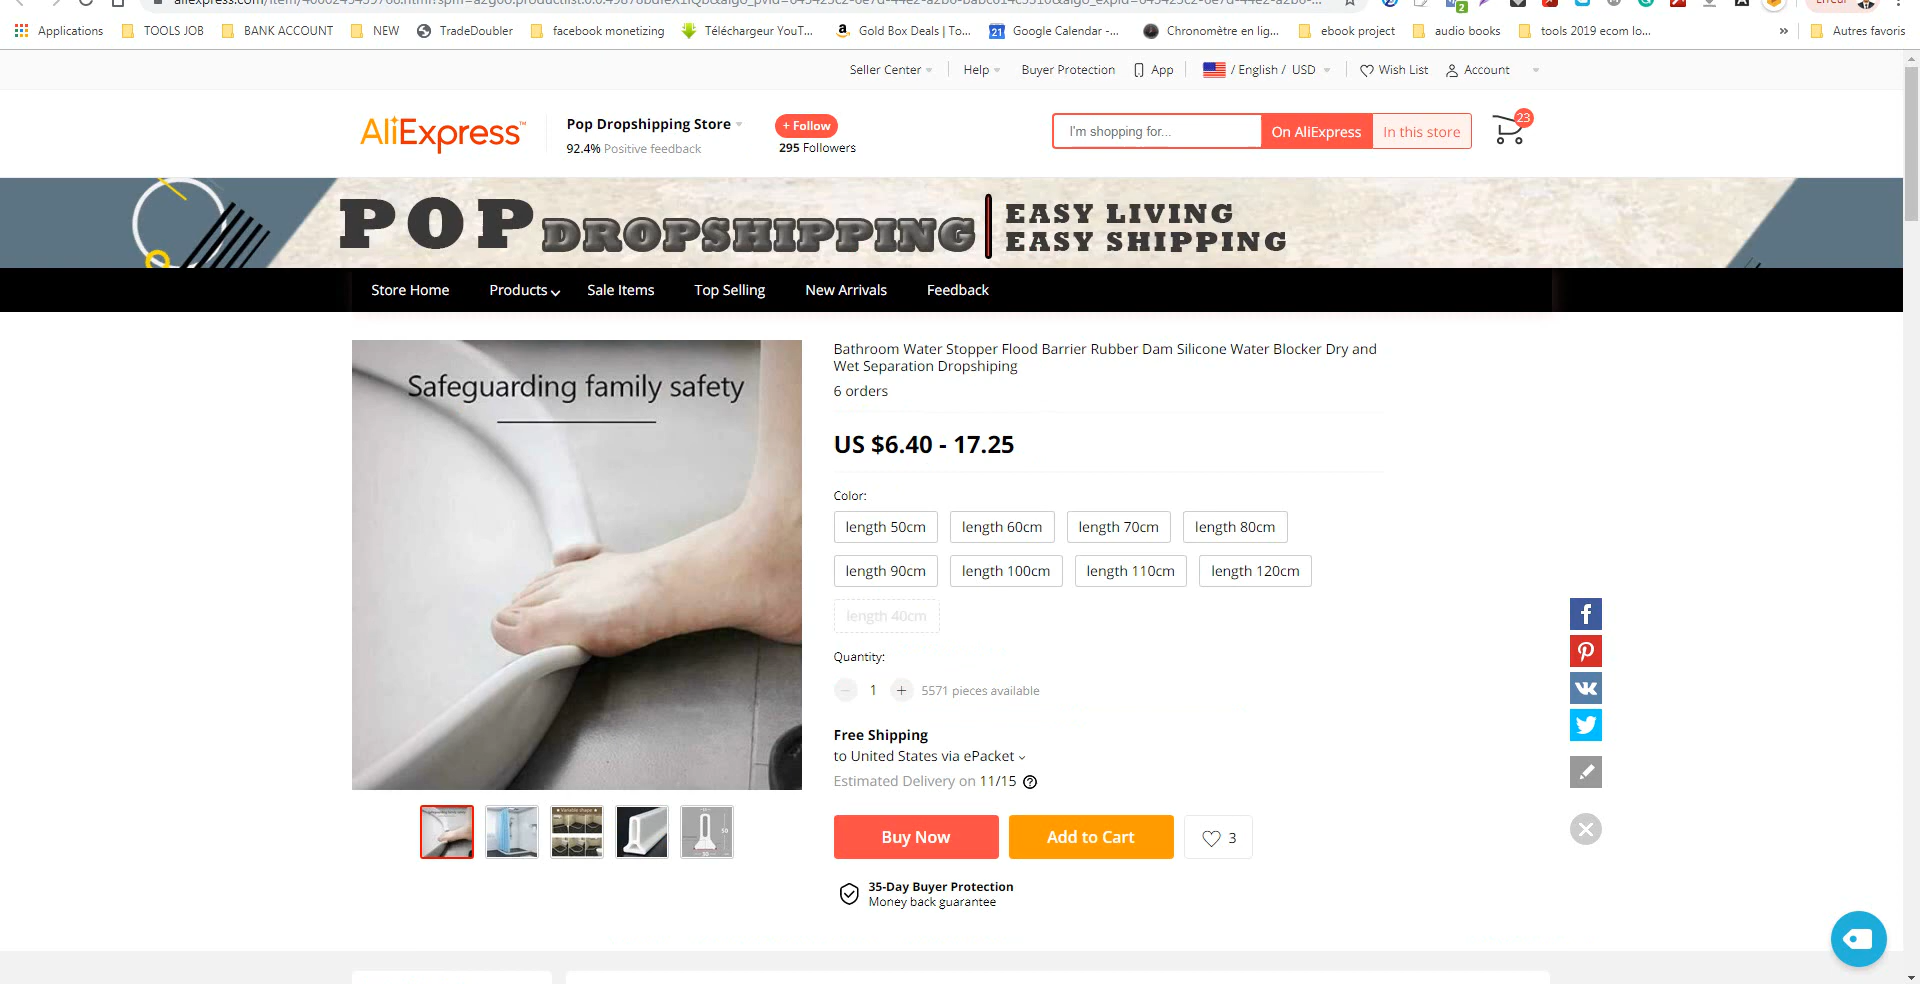 Applications TOOLS JOB BANK ACCOUNT NEW TradeDoubler facebook monetizing Téléchargeur YouT... Gold Box Deals | To... Google Calendar -... Chronomètre en lig... ebook project audio books tools 2019 ecom lo... » Autres favoris
Seller Center Help Buyer Protection App / English / USD Wish List Account
AliExpress™ Pop Dropshipping Store + Follow I'm shopping for... On AliExpress In this store 23
92.4% Positive feedback 295 Followers
POP DROPSHIPPING EASY LIVING
EASY SHIPPING
Store Home Products Sale Items Top Selling New Arrivals Feedback
Safeguarding family safety
Bathroom Water Stopper Flood Barrier Rubber Dam Silicone Water Blocker Dry and
Wet Separation Dropshiping
6 orders
US $6.40 - 17.25
Color:
length 50cm length 60cm length 70cm length 80cm
length 90cm length 100cm length 110cm length 120cm
length 40cm
Quantity:
1 + 5571 pieces available
Free Shipping
to United States via ePacket
Estimated Delivery on 11/15
Buy Now Add to Cart 3
35-Day Buyer Protection
Money back guarantee